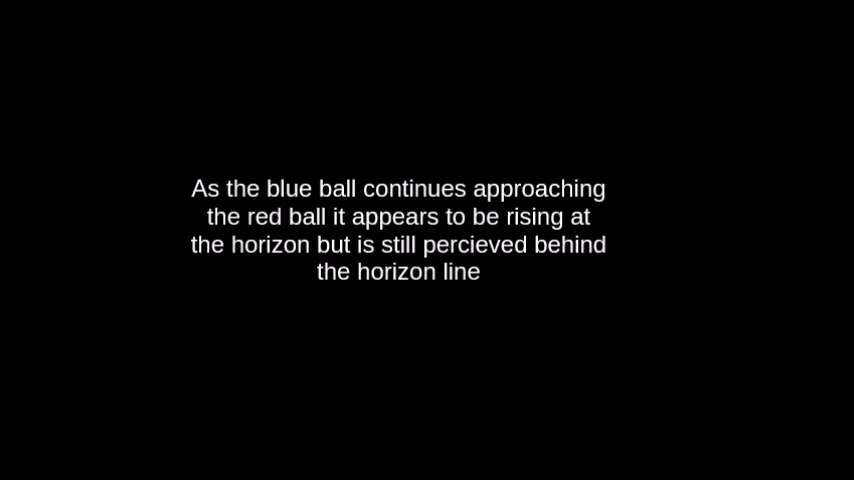 As the blue ball continues approaching
the red ball it appears to be rising at
the horizon but is still percieved behind
the horizon line